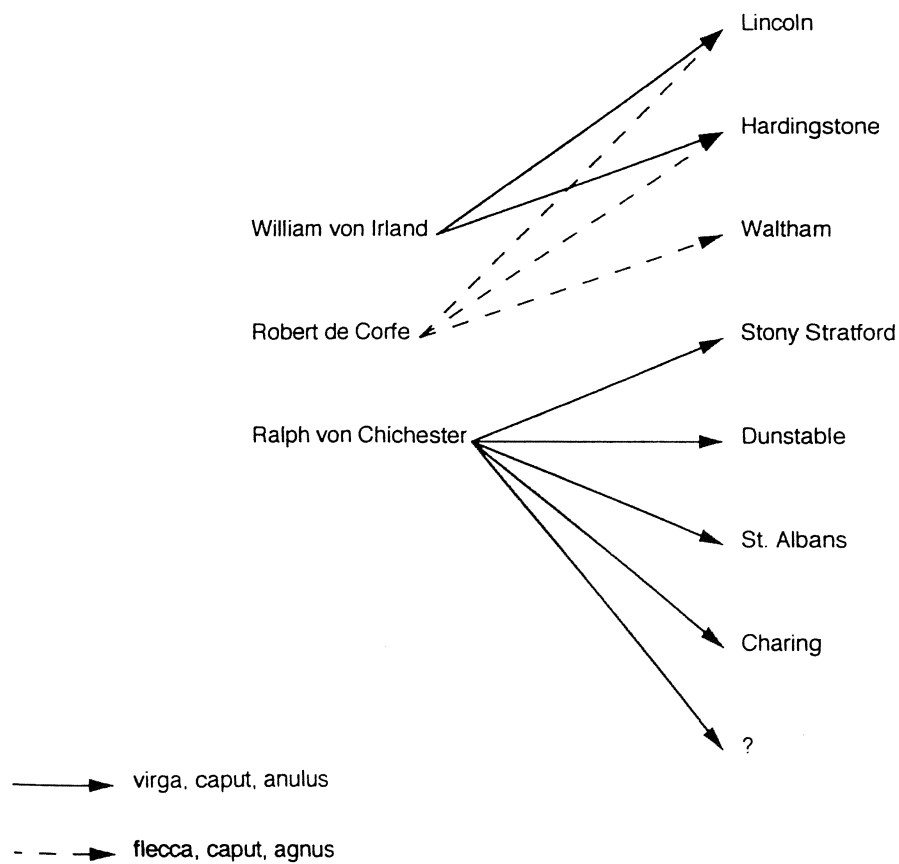 Lincoln
Hardingstone
William von Irland
Waltham
Robert de Corfe
Stony Stratford
Ralph von Chichester
Dunstable
St. Albans
Charing
?
virga, caput, anulus
flecca, caput, agnus